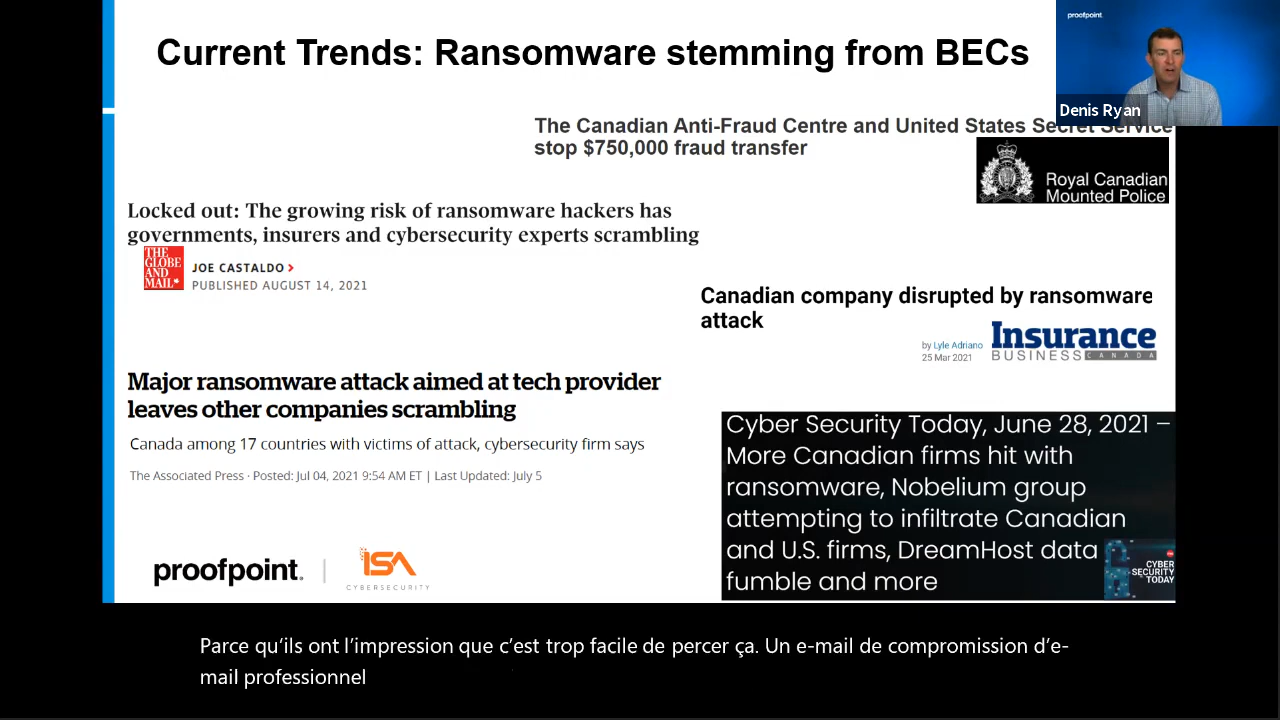 Current Trends: Ransomware stemming from BECs
proofpoint
Denis Ryan
The Canadian Anti-Fraud Centre and United States Secret Service
stop $750,000 fraud transfer
Royal Canadian
Mounted Police
Locked out: The growing risk of ransomware hackers has
governments, insurers and cybersecurity experts scrambling
THE
GLOBE
AND
MAIL
JOE CASTALDO >
PUBLISHED AUGUST 14, 2021
Canadian company disrupted by ransomware
attack
by Lyle Adriano
25 Mar 2021
Insurance
BUSINESS CANADA
Major ransomware attack aimed at tech provider
leaves other companies scrambling
Canada among 17 countries with victims of attack, cybersecurity firm says
The Associated Press · Posted: Jul 04, 2021 9:54 AM ET | Last Updated: July 5
Cyber Security Today, June 28, 2021 –
More Canadian firms hit with
ransomware, Nobelium group
attempting to infiltrate Canadian
and U.S. firms, DreamHost data
fumble and more
CYBER
SECURITY
TODAY
proofpoint.
ISA
CYBERSECURITY
Parce qu'ils ont l'impression que c'est trop facile de percer ça. Un e-mail de compromission d'e-
mail professionnel